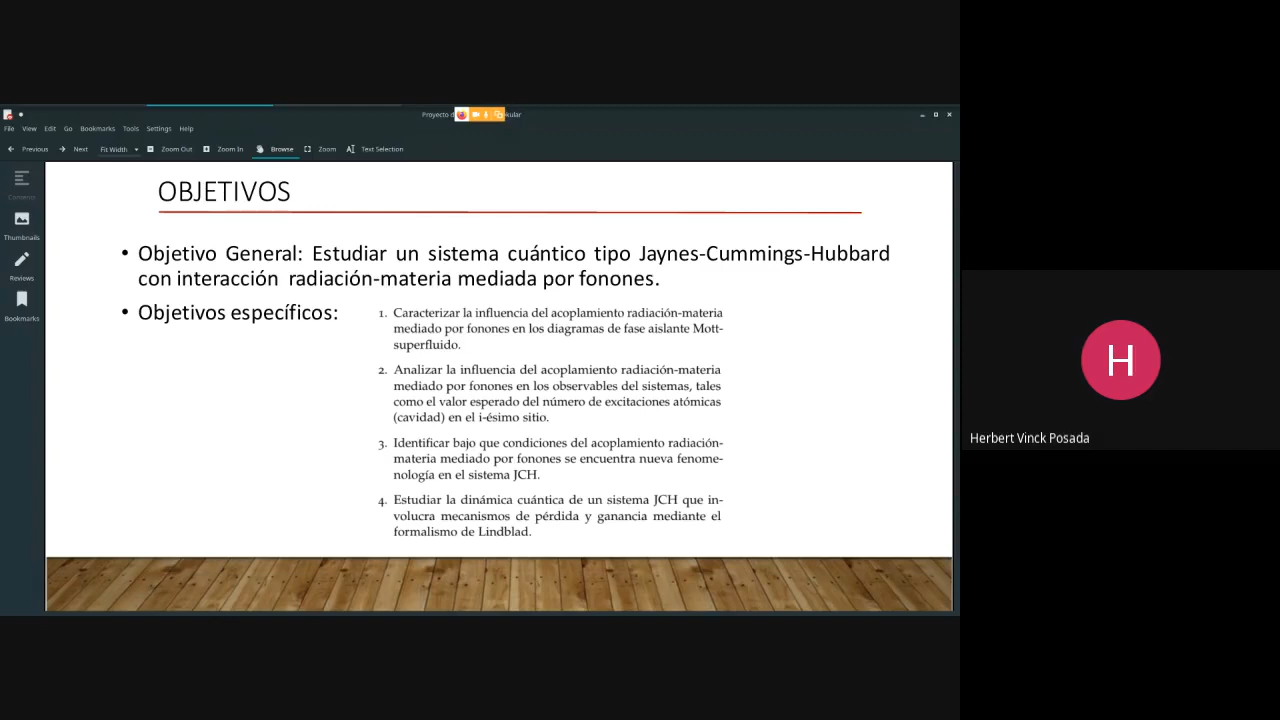 Proyecto d
kular
File View Edit Go Bookmarks Tools Settings Help
Previous Next Fit Width Zoom Out Zoom In Browse Zoom Text Selection
Thumbnails
Reviews
Bookmarks
OBJETIVOS
• Objetivo General: Estudiar un sistema cuántico tipo Jaynes-Cummings-Hubbard
con interacción radiación-materia mediada por fonones.
• Objetivos específicos:
1. Caracterizar la influencia del acoplamiento radiación-materia
mediado por fonones en los diagramas de fase aislante Mott-
superfluido.
2. Analizar la influencia del acoplamiento radiación-materia
mediado por fonones en los observables del sistemas, tales
como el valor esperado del número de excitaciones atómicas
(cavidad) en el i-ésimo sitio.
3. Identificar bajo que condiciones del acoplamiento radiación-
materia mediado por fonones se encuentra nueva fenome-
nología en el sistema JCH.
4. Estudiar la dinámica cuántica de un sistema JCH que in-
volucra mecanismos de pérdida y ganancia mediante el
formalismo de Lindblad.
H
Herbert Vinck Posada